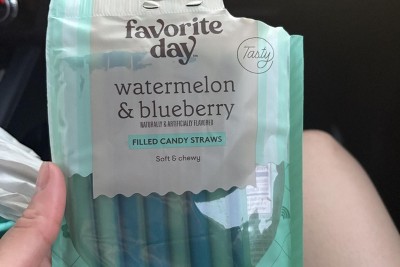 favorite
day
Tasty
watermelon
& blueberry
NATURALLY & ARTIFICIALLY FLAVORED
FILLED CANDY STRAWS
Soft & chewy